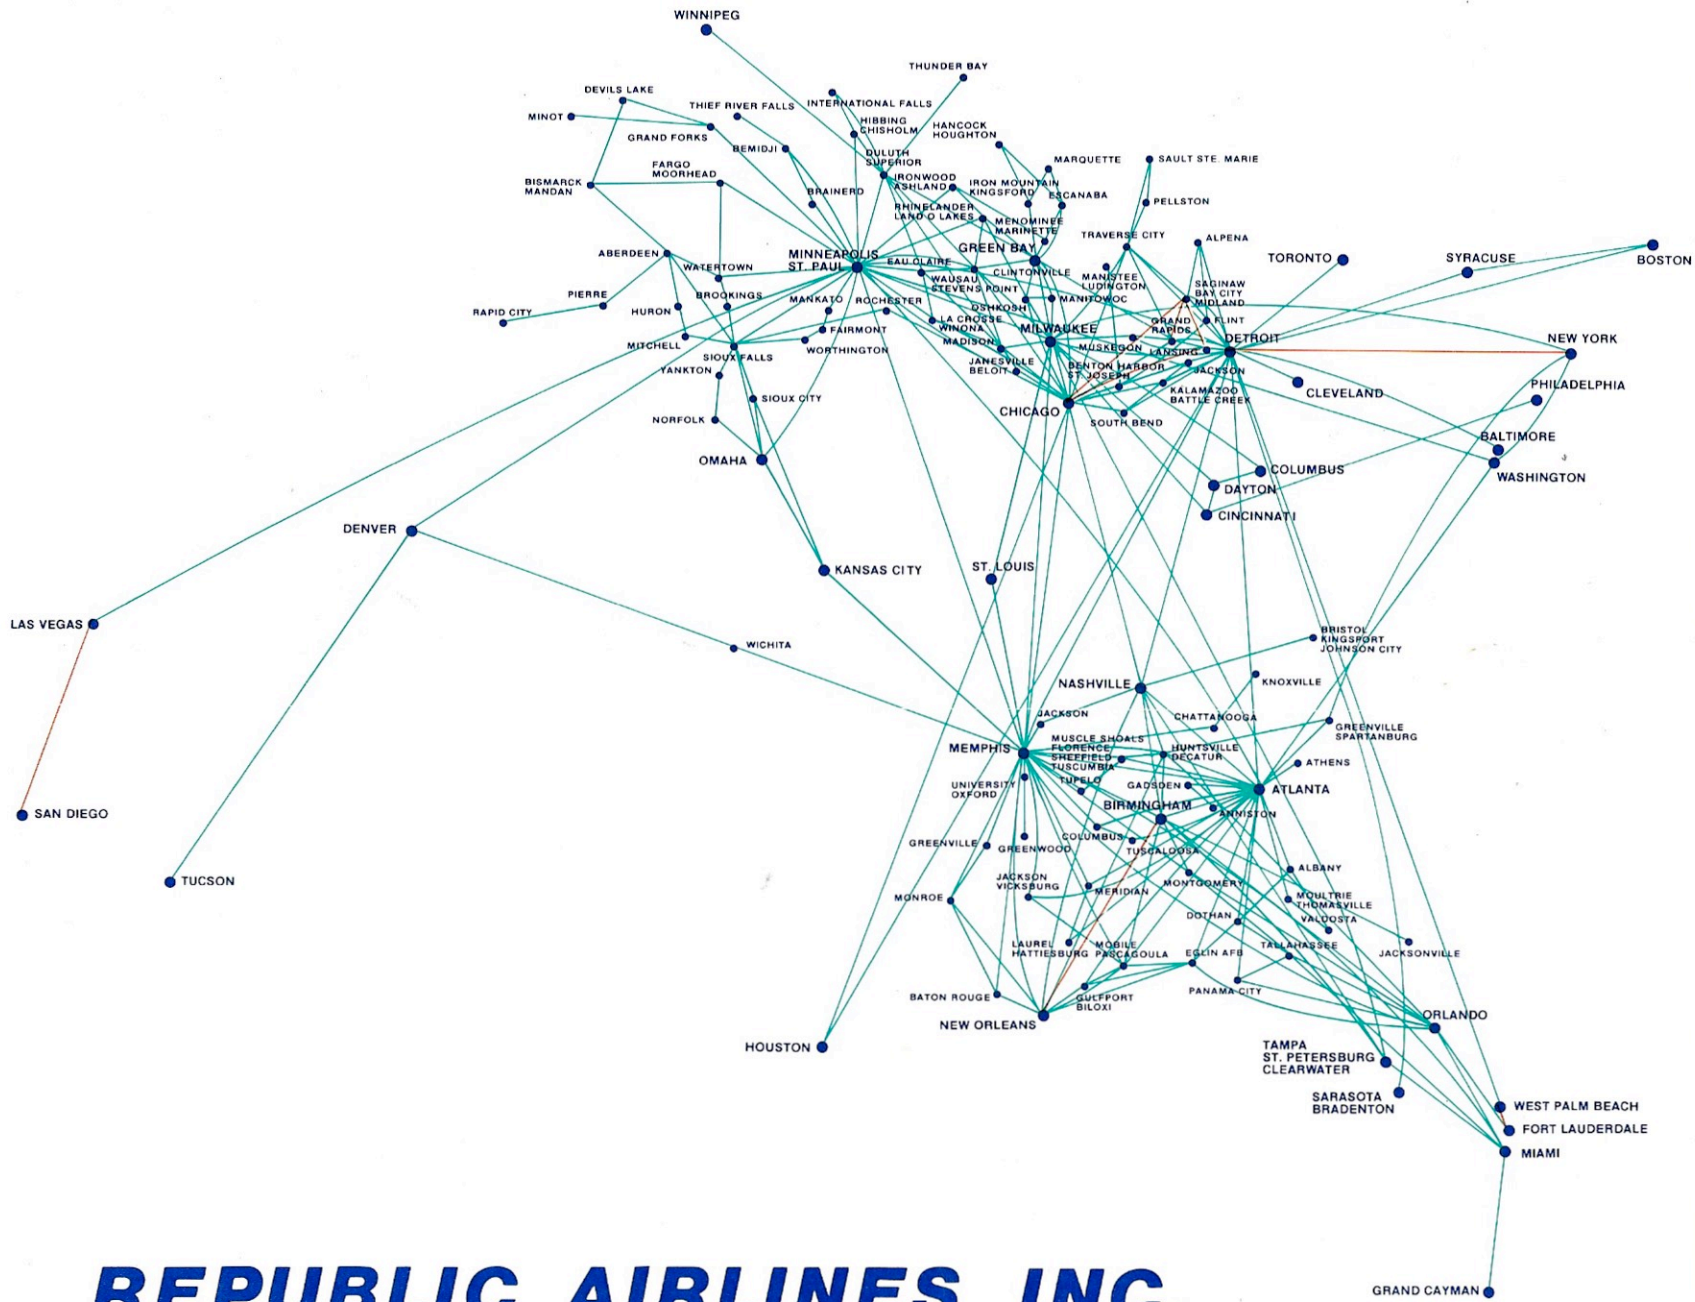 WINNIPEG
THUNDER BAY
DEVILS LAKE
INTERNATIONAL FALLS
THIEF RIVER FALLS
MINOT
GRAND FORKS
HIBBING
CHISHOLM
HANCOCK
HOUGHTON
BEMIDJI
DULUTH
SUPERIOR
MARQUETTE
SAULT STE. MARIE
FARGO
MOORHEAD
BISMARCK
MANDAN
BRAINERD
IRONWOOD
ASHLAND
IRON MOUNTAIN
KINGSFORD
ESCANABA
PELLSTON
RHINELANDER
LAND O LAKES
MENOMINEE
MARINETTE
TRAVERSE CITY
ALPENA
ABERDEEN
WATERTOWN
MINNEAPOLIS
ST. PAUL
EAU CLAIRE
GREEN BAY
CLINTONVILLE
WAUSAU
STEVENS POINT
MANISTEE
LUDINGTON
TORONTO
SYRACUSE
BOSTON
SAGINAW
BAY CITY
MIDLAND
PIERRE
RAPID CITY
HURON
BROOKINGS
MANKATO
ROCHESTER
OSHKOSH
MANITOWOC
LA CROSSE
WINONA
MILWAUKEE
GRAND
RAPIDS
FLINT
DETROIT
NEW YORK
MITCHELL
SIOUX FALLS
FAIRMONT
WORTHINGTON
MADISON
JANESVILLE
BELOIT
MUSKEGON
LANSING
JACKSON
BENTON HARBOR
ST. JOSEPH
KALAMAZOO
BATTLE CREEK
CLEVELAND
PHILADELPHIA
YANKTON
SIOUX CITY
NORFOLK
CHICAGO
SOUTH BEND
BALTIMORE
WASHINGTON
OMAHA
COLUMBUS
DAYTON
CINCINNATI
DENVER
KANSAS CITY
ST. LOUIS
LAS VEGAS
WICHITA
BRISTOL
KINGSPORT
JOHNSON CITY
NASHVILLE
KNOXVILLE
JACKSON
CHATTANOOGA
GREENVILLE
SPARTANBURG
MEMPHIS
MUSCLE SHOALS
FLORENCE
SHEFFIELD
TUSCUMBIA
HUNTSVILLE
DECATUR
ATHENS
UNIVERSITY
OXFORD
TUPELO
GADSDEN
ATLANTA
SAN DIEGO
BIRMINGHAM
ANNISTON
COLUMBUS
TUSCALOOSA
GREENVILLE
GREENWOOD
TUCSON
JACKSON
VICKSBURG
MERIDIAN
MONTGOMERY
ALBANY
MONROE
MOULTRIE
THOMASVILLE
DOTHAN
VALDOSTA
LAUREL
HATTIESBURG
MOBILE
PASCAGOULA
EGLIN AFB
TALLAHASSEE
JACKSONVILLE
BATON ROUGE
GULFPORT
BILOXI
PANAMA CITY
NEW ORLEANS
ORLANDO
HOUSTON
TAMPA
ST. PETERSBURG
CLEARWATER
SARASOTA
BRADENTON
WEST PALM BEACH
FORT LAUDERDALE
MIAMI
GRAND CAYMAN
REPUBLIC AIRLINES, INC.